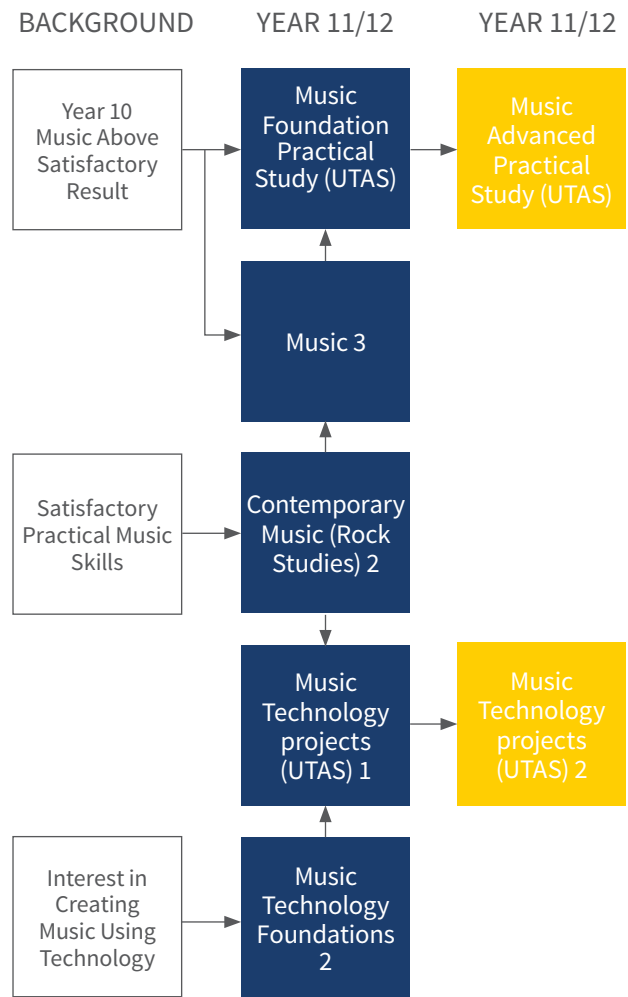 BACKGROUND
YEAR 11/12
YEAR 11/12
Year 10
Music Above
Satisfactory
Result
Music
Foundation
Practical
Study (UTAS)
Music
Advanced
Practical
Study (UTAS)
Music 3
Satisfactory
Practical Music
Skills
Contemporary
Music (Rock
Studies) 2
Music
Technology
projects
(UTAS) 1
Music
Technology
projects
(UTAS) 2
Interest in
Creating
Music Using
Technology
Music
Technology
Foundations
2